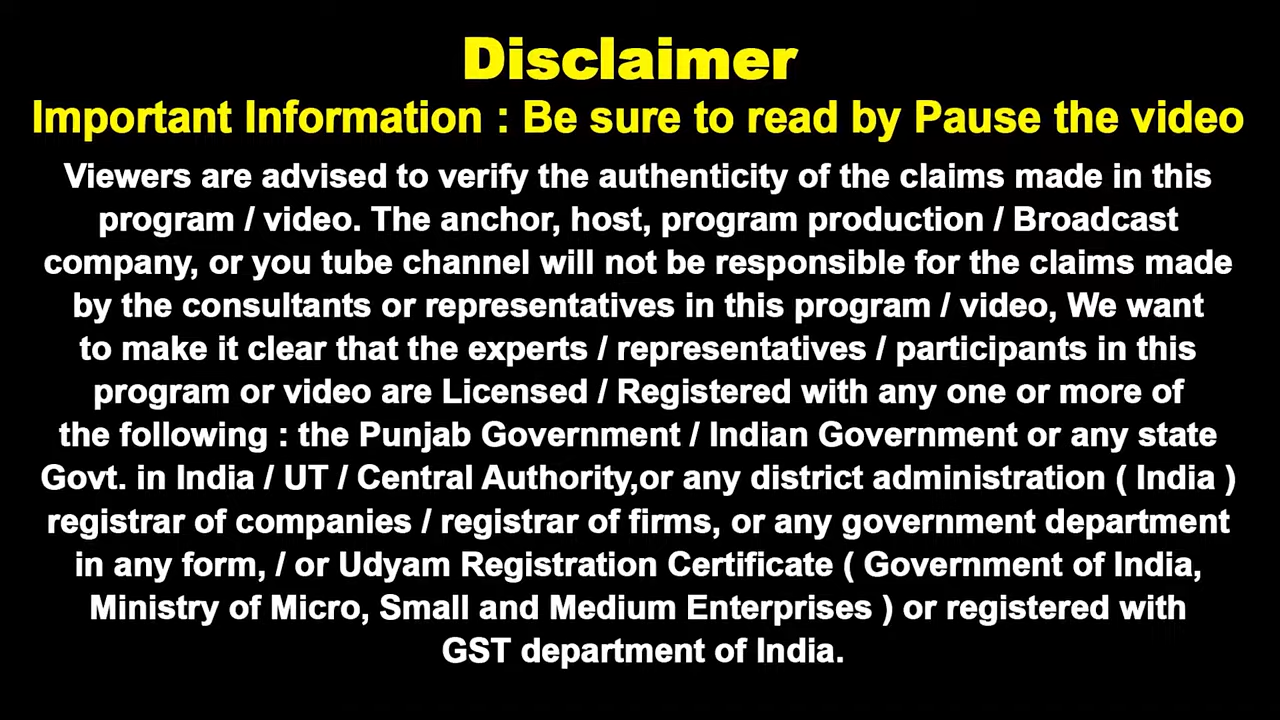 Disclaimer
Important Information : Be sure to read by Pause the video
Viewers are advised to verify the authenticity of the claims made in this
program / video. The anchor, host, program production / Broadcast
company, or you tube channel will not be responsible for the claims made
by the consultants or representatives in this program / video, We want
to make it clear that the experts / representatives / participants in this
program or video are Licensed / Registered with any one or more of
the following : the Punjab Government / Indian Government or any state
Govt. in India / UT / Central Authority,or any district administration ( India )
registrar of companies / registrar of firms, or any government department
in any form, / or Udyam Registration Certificate ( Government of India,
Ministry of Micro, Small and Medium Enterprises ) or registered with
GST department of India.